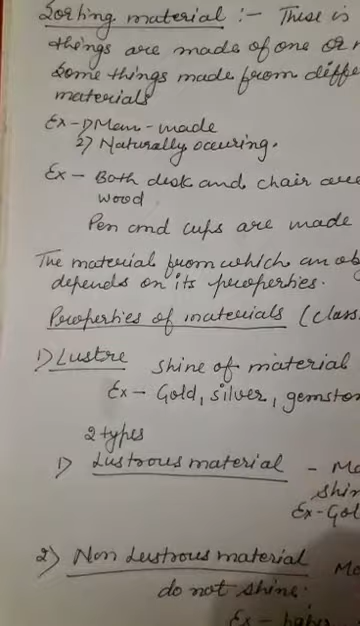 Sorting material :- These is
things are made of one or
Some things made from diffe
materials
Ex - 1) Man - made
2) Naturally occuring.
Ex - Both desk and chair are
wood
Pen and cups are made
The material from which an ob
depends on its properties.
Properties of materials (Class
1) Lustre shine of material
Ex - Gold, silver, gemston
2 types
1) Lustrous material - Ma
shin
Ex - Gol
2) Non Lustrous material Ma
do not shine.
Ex -